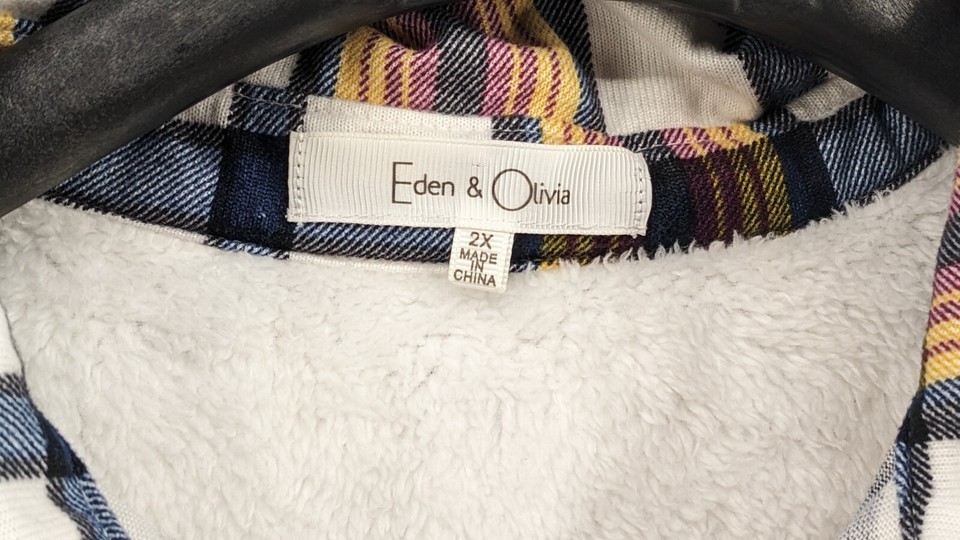 Eden & Olivia
2X
MADE
IN
CHINA